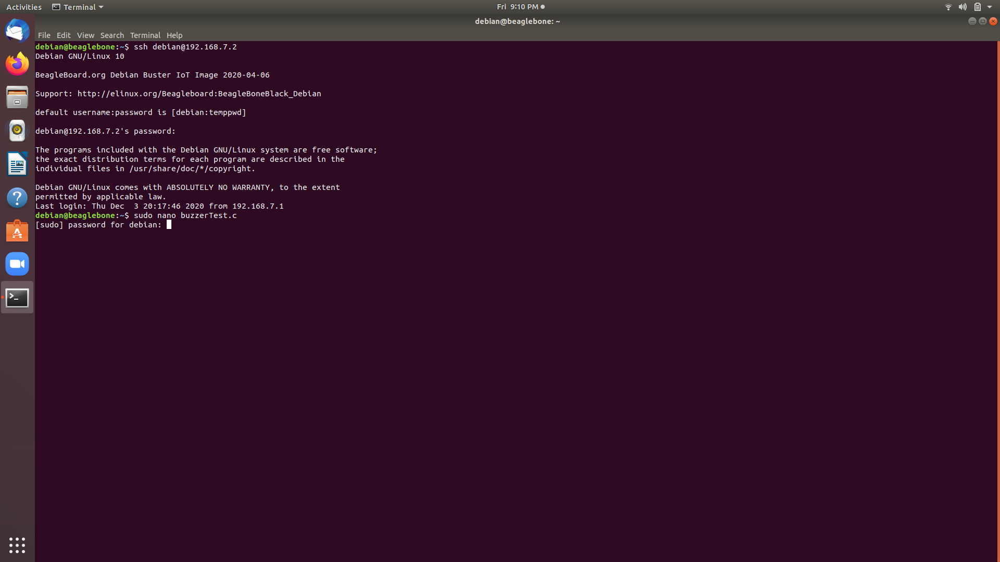 Activities Terminal Fri 9:10 PM
debian@beaglebone: ~
File Edit View Search Terminal Help
debian@beaglebone:~$ ssh debian@192.168.7.2
Debian GNU/Linux 10
BeagleBoard.org Debian Buster IoT Image 2020-04-06
Support: http://elinux.org/Beagleboard:BeagleBoneBlack_Debian
default username:password is [debian:temppwd]
debian@192.168.7.2's password:
The programs included with the Debian GNU/Linux system are free software;
the exact distribution terms for each program are described in the
individual files in /usr/share/doc/*/copyright.
Debian GNU/Linux comes with ABSOLUTELY NO WARRANTY, to the extent
permitted by applicable law.
Last login: Thu Dec  3 20:17:46 2020 from 192.168.7.1
debian@beaglebone:~$ sudo nano buzzerTest.c
[sudo] password for debian: